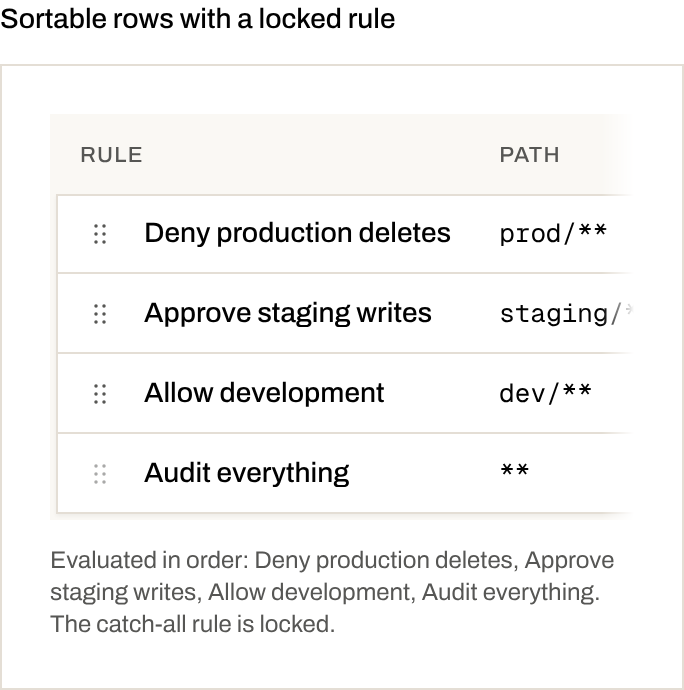 Sortable rows with a locked rule
RULE PATH
Deny production deletes prod/**
Approve staging writes staging/*
Allow development dev/**
Audit everything **
Evaluated in order: Deny production deletes, Approve
staging writes, Allow development, Audit everything.
The catch-all rule is locked.